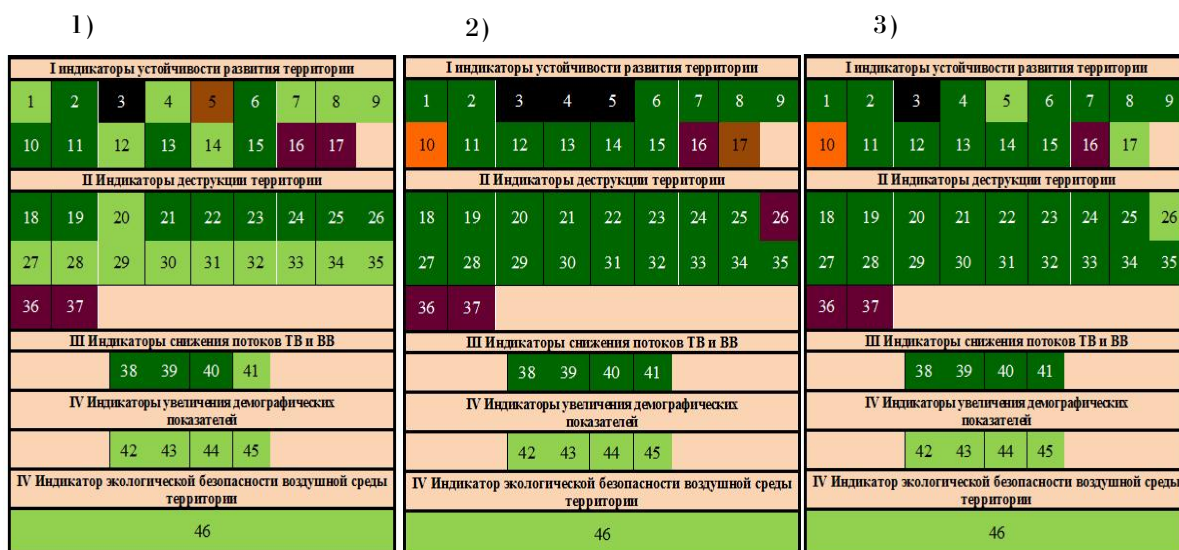 1)
I индикаторы устойчивости развития территории
1 2 3 4 5 6 7 8 9
10 11 12 13 14 15 16 17
II Индикаторы деструкции территории
18 19 20 21 22 23 24 25 26
27 28 29 30 31 32 33 34 35
36 37
III Индикаторы снижения потоков ТВ и ВВ
38 39 40 41
IV Индикаторы увеличения демографических
показателей
42 43 44 45
IV Индикатор экологической безопасности воздушной среды
территории
46
2)
I индикаторы устойчивости развития территории
1 2 3 4 5 6 7 8 9
10 11 12 13 14 15 16 17
II Индикаторы деструкции территории
18 19 20 21 22 23 24 25 26
27 28 29 30 31 32 33 34 35
36 37
III Индикаторы снижения потоков ТВ и ВВ
38 39 40 41
IV Индикаторы увеличения демографических
показателей
42 43 44 45
IV Индикатор экологической безопасности воздушной среды
территории
46
3)
I индикаторы устойчивости развития территории
1 2 3 4 5 6 7 8 9
10 11 12 13 14 15 16 17
II Индикаторы деструкции территории
18 19 20 21 22 23 24 25 26
27 28 29 30 31 32 33 34 35
36 37
III Индикаторы снижения потоков ТВ и ВВ
38 39 40 41
IV Индикаторы увеличения демографических
показателей
42 43 44 45
IV Индикатор экологической безопасности воздушной среды
территории
46